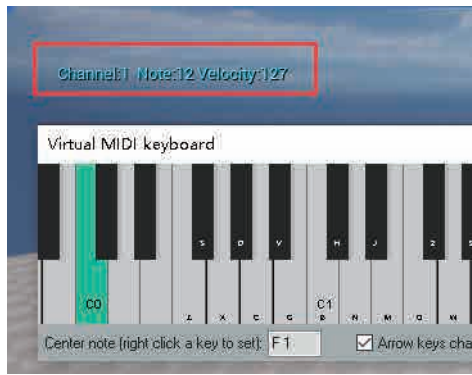 Channel:1 Note:12 Velocity:127
Virtual MIDI keyboard
S D V H J 2
C0 C1
Z X C G B N M Q W
Center note (right click a key to set): F1 Arrow keys cha